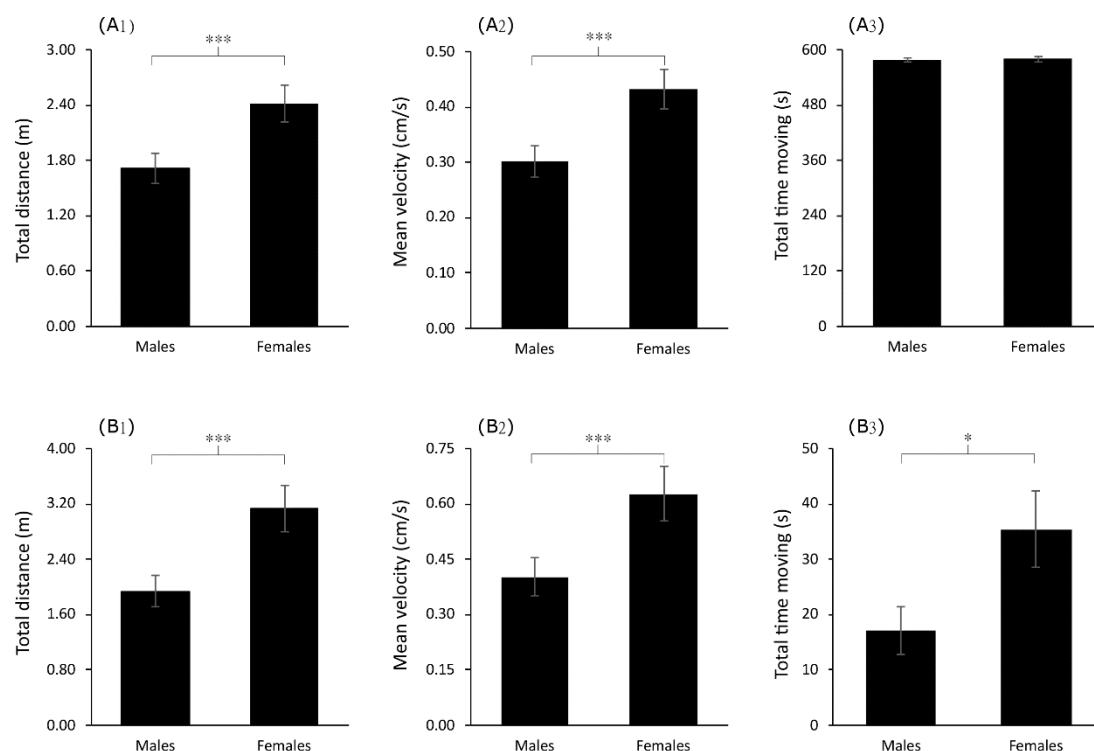 (A1)
***
Total distance (m)
3.00
2.40
1.80
1.20
0.60
0.00
Males Females
(A2)
***
Mean velocity (cm/s)
0.50
0.40
0.30
0.20
0.10
0.00
Males Females
(A3)
Total time moving (s)
600
480
360
240
120
0
Males Females
(B1)
***
Total distance (m)
4.00
3.20
2.40
1.60
0.80
0.00
Males Females
(B2)
***
Mean velocity (cm/s)
0.75
0.60
0.45
0.30
0.15
0.00
Males Females
(B3)
*
Total time moving (s)
50
40
30
20
10
0
Males Females